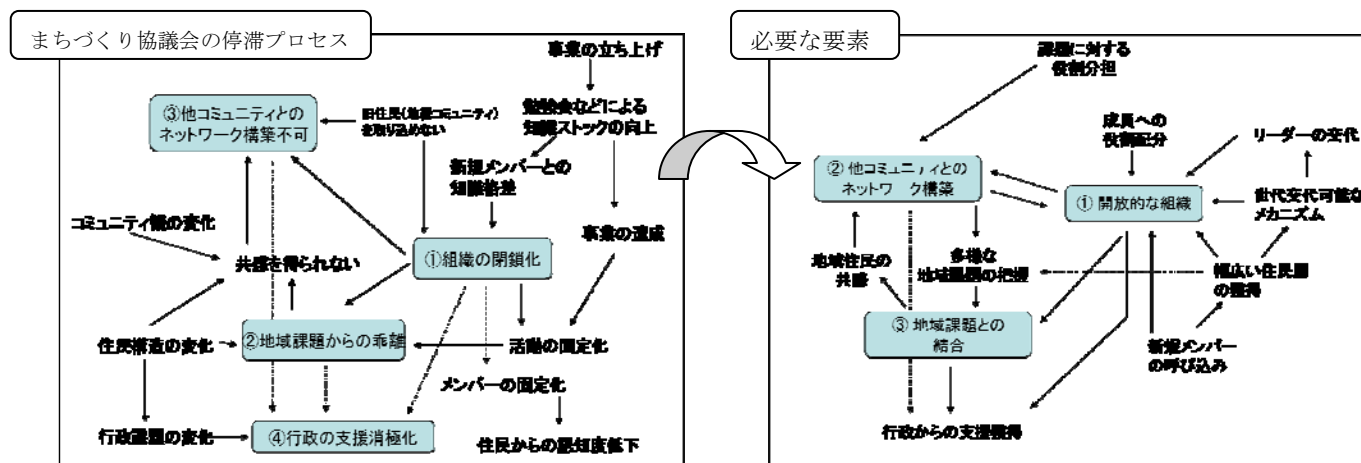 まちづくり協議会の停滞プロセス
事業の立ち上げ
③他コミュニティとの
ネットワーク構築不可
旧住民(地縁コミュニティ)
を取り込めない
勉強会などによる
知識ストックの向上
新規メンバーとの
知識格差
コミュニティ観の変化
共感を得られない
①組織の閉鎖化
事業の達成
住民構造の変化
②地域課題からの乖離
活動の固定化
メンバーの固定化
行政課題の変化
④行政の支援消極化
住民からの認知度低下
必要な要素
課題に対する
役割分担
成員への
役割配分
リーダーの交代
②他コミュニティとの
ネットワーク構築
①開放的な組織
世代交代可能な
メカニズム
地域住民の
共感
多様な
地域課題の把握
幅広い住民層
の獲得
③地域課題との
結合
新規メンバー
の呼び込み
行政からの支援獲得